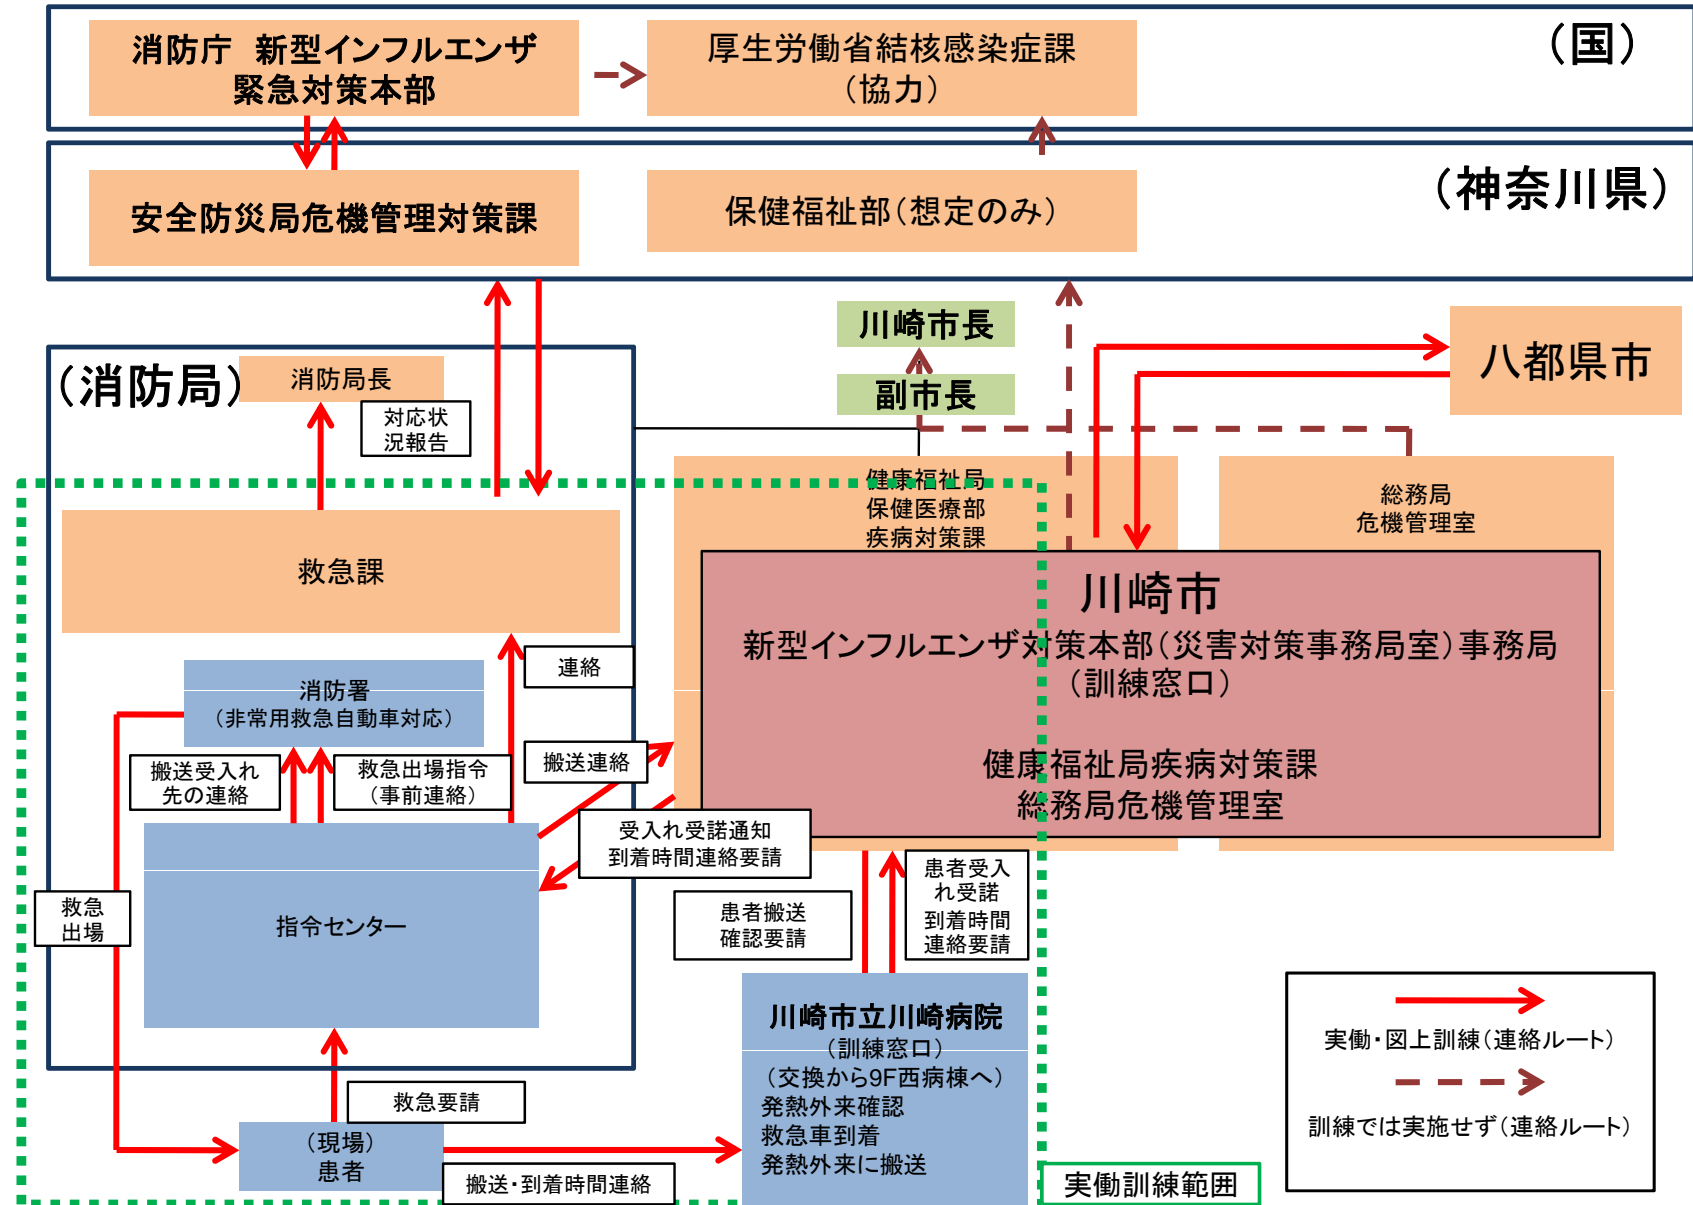 消防庁 新型インフルエンザ
緊急対策本部
厚生労働省結核感染症課
（協力）
（国）
安全防災局危機管理対策課
保健福祉部（想定のみ）
（神奈川県）
川崎市長
副市長
八都県市
（消防局）
消防局長
対応状
況報告
健康福祉局
保健医療部
疾病対策課
総務局
危機管理室
救急課
川崎市
新型インフルエンザ対策本部（災害対策事務局室）事務局
（訓練窓口）
健康福祉局疾病対策課
総務局危機管理室
連絡
消防署
（非常用救急自動車対応）
搬送受入れ
先の連絡
救急出場指令
（事前連絡）
搬送連絡
受入れ受諾通知
到着時間連絡要請
救急
出場
指令センター
患者搬送
確認要請
患者受入
れ受諾
到着時間
連絡要請
川崎市立川崎病院
（訓練窓口）
（交換から9F西病棟へ）
発熱外来確認
救急車到着
発熱外来に搬送
救急要請
（現場）
患者
搬送・到着時間連絡
実働訓練範囲
実働・図上訓練（連絡ルート）
訓練では実施せず（連絡ルート）